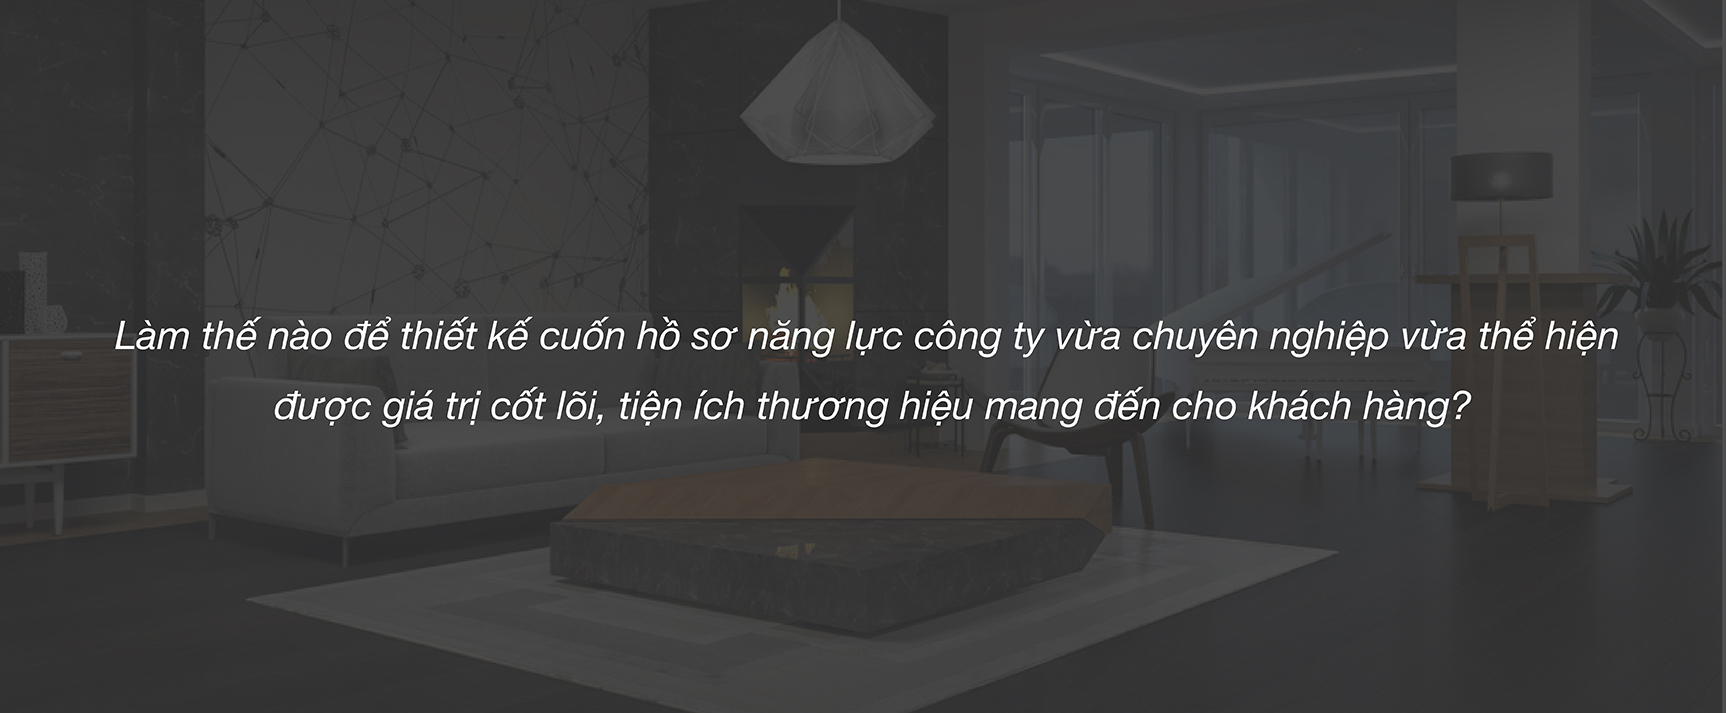 Làm thế nào để thiết kế cuốn hồ sơ năng lực công ty vừa chuyên nghiệp vừa thể hiện
được giá trị cốt lõi, tiện ích thương hiệu mang đến cho khách hàng?